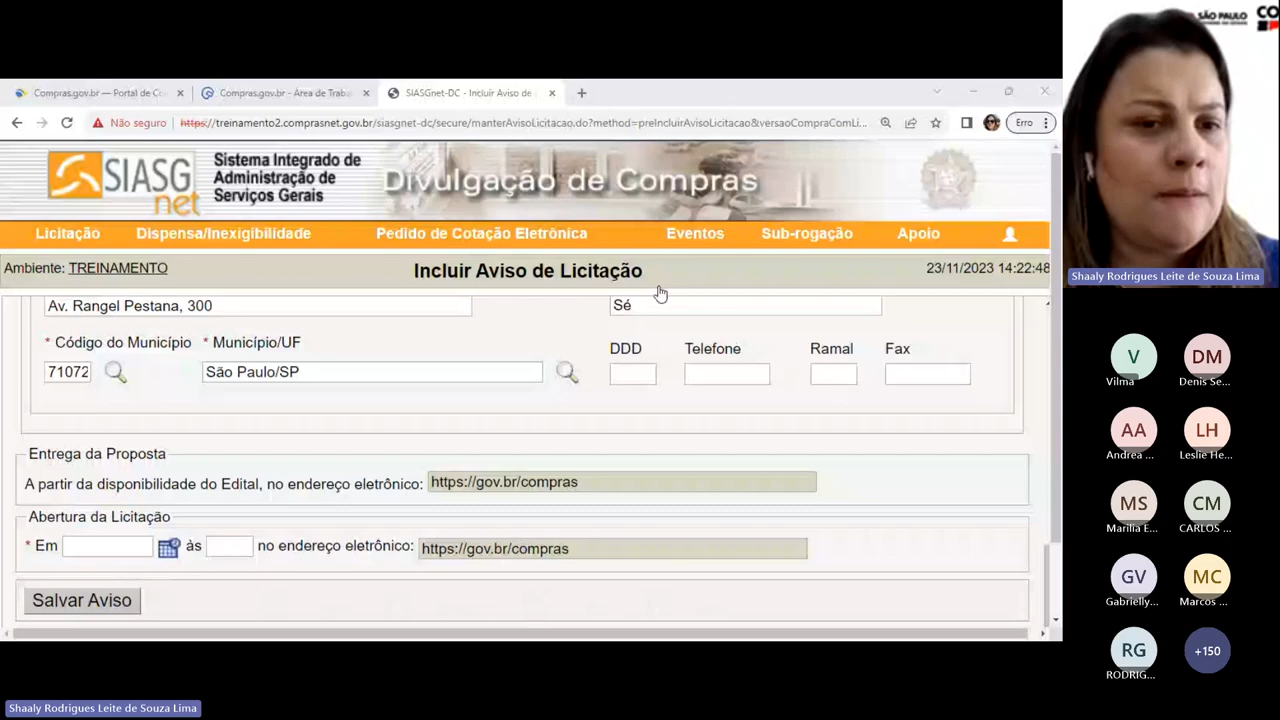 SÃO PAULO
CO
Compras.gov.br — Portal de Co
Compras.gov.br - Área de Traba
SIASGnet-DC - Incluir Aviso de
Não seguro
https://treinamento2.comprasnet.gov.br/siasgnet-dc/secure/manterAvisoLicitacao.do?method=preIncluirAvisoLicitacao&versaoCompraComLi...
Erro
SIASG
net
Sistema Integrado de
Administração de
Serviços Gerais
Divulgação de Compras
Licitação
Dispensa/Inexigibilidade
Pedido de Cotação Eletrônica
Eventos
Sub-rogação
Apoio
Ambiente: TREINAMENTO
Incluir Aviso de Licitação
23/11/2023 14:22:48
Av. Rangel Pestana, 300
Sé
* Código do Município
* Município/UF
DDD
Telefone
Ramal
Fax
71072
São Paulo/SP
Entrega da Proposta
A partir da disponibilidade do Edital, no endereço eletrônico:
https://gov.br/compras
Abertura da Licitação
* Em
às
no endereço eletrônico:
https://gov.br/compras
Salvar Aviso
Shaaly Rodrigues Leite de Souza Lima
V
Vilma
DM
Denis Se...
AA
Andrea ...
LH
Leslie He...
MS
Marilia E...
CM
CARLOS ...
GV
Gabrielly...
MC
Marcos ...
RG
RODRIG...
+150
Shaaly Rodrigues Leite de Souza Lima